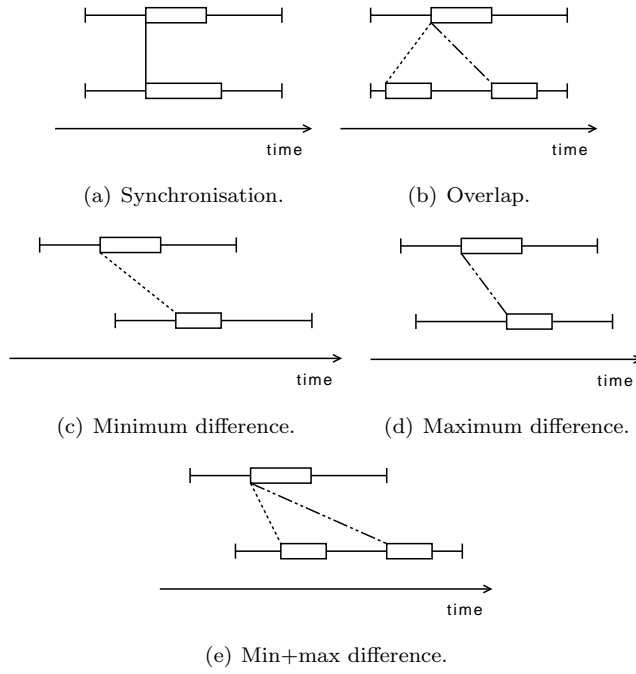 time
time
(a) Synchronisation.
(b) Overlap.
time
time
(c) Minimum difference.
(d) Maximum difference.
time
(e) Min+max difference.